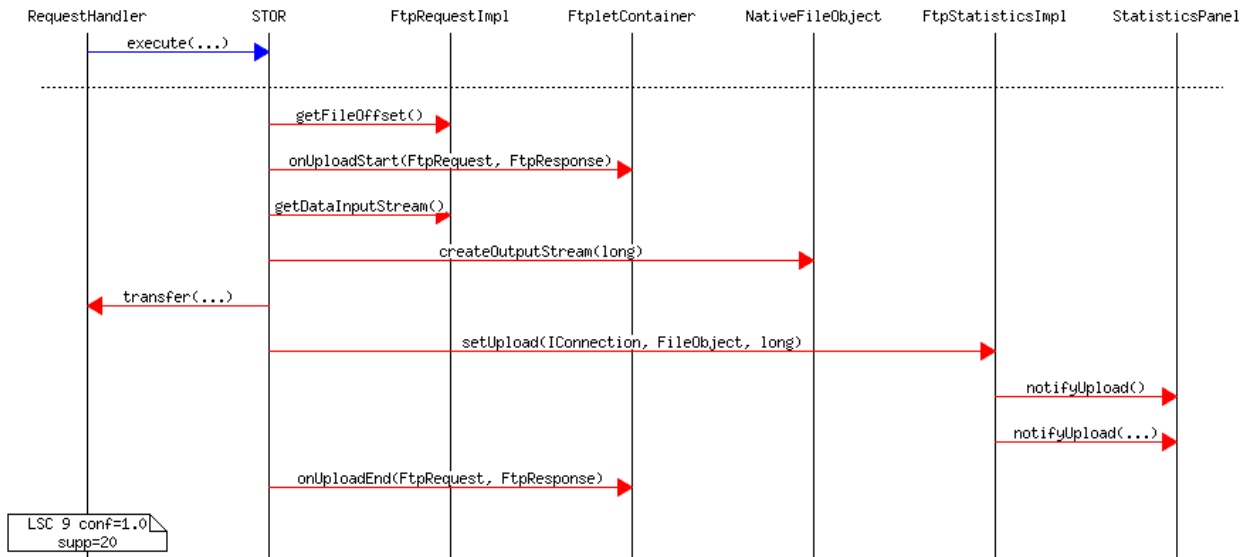 RequestHandler STOR FtpRequestImpl FtpletContainer NativeFileObject FtpStatisticsImpl StatisticsPanel
execute(...)
getFileOffset()
onUploadStart(FtpRequest, FtpResponse)
getDataInputStream()
createOutputStream(long)
transfer(...)
setUpload(IConnection, FileObject, long)
notifyUpload()
notifyUpload(...)
onUploadEnd(FtpRequest, FtpResponse)
LSC 9 conf=1.0
supp=20